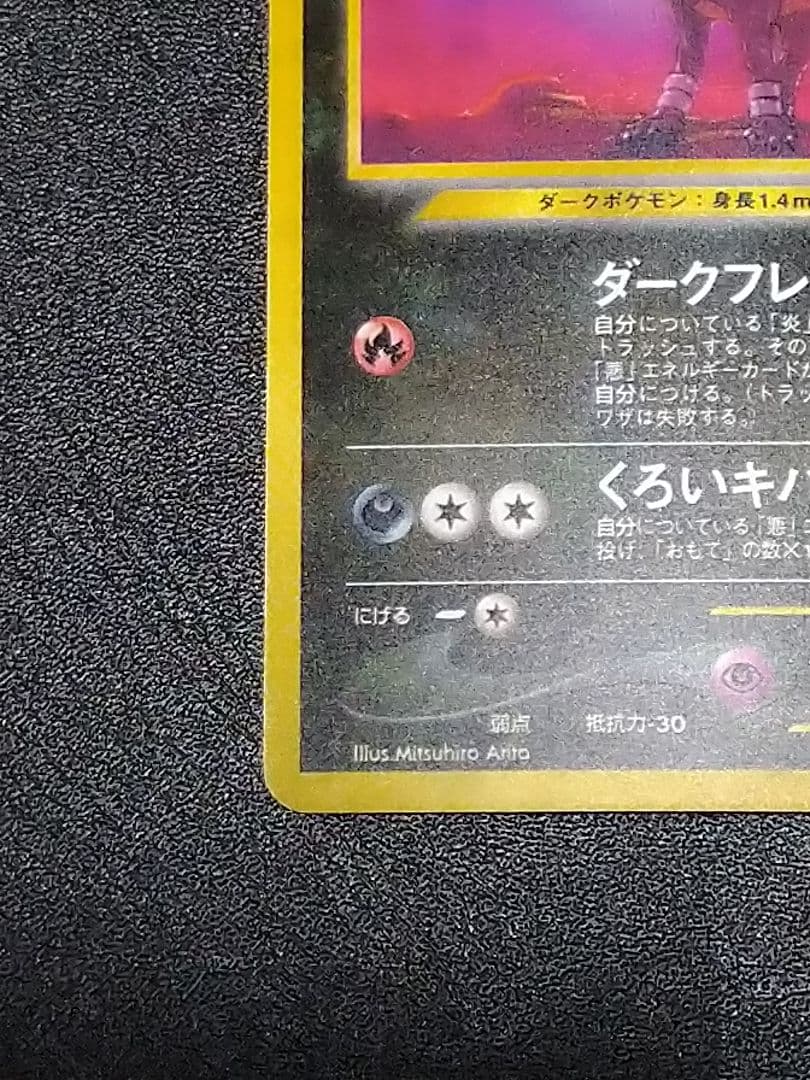 ダークポケモン：身長1.4m
ダークフレ
自分についている「炎
トラッシュする。その
「悪」エネルギーカードか
自分につける。（トラッ
ワザは失敗する。）
くろいキバ
自分についている「悪」
投げ、「おもて」の数×
にげる
弱点 抵抗力-30
Illus. Mitsuhiro Arita